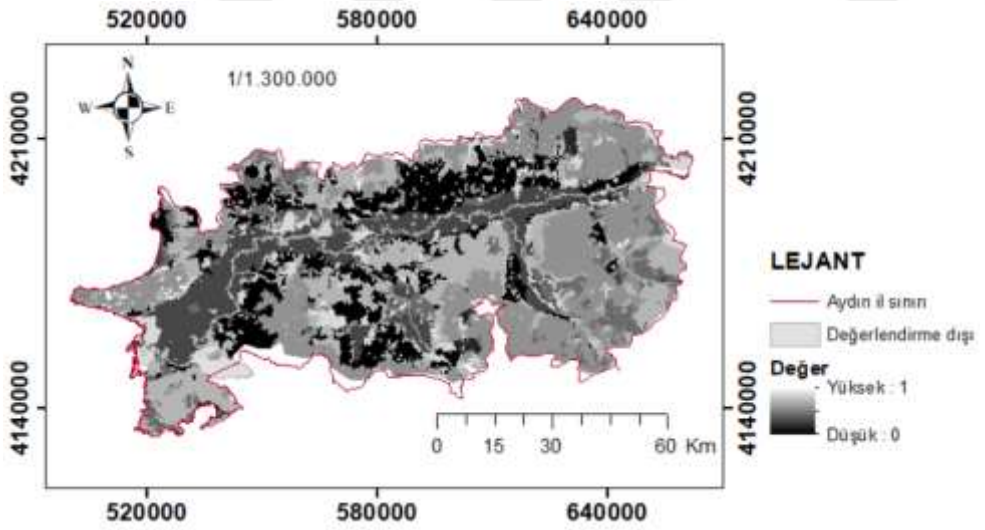 520000 580000 640000
N
W E
S
1/1.300.000
4210000 4210000
4140000 4140000
LEJANT
Aydın il sınırı
Değerlendirme dışı
Değer
Yüksek : 1
Düşük : 0
0 15 30 60 Km
520000 580000 640000